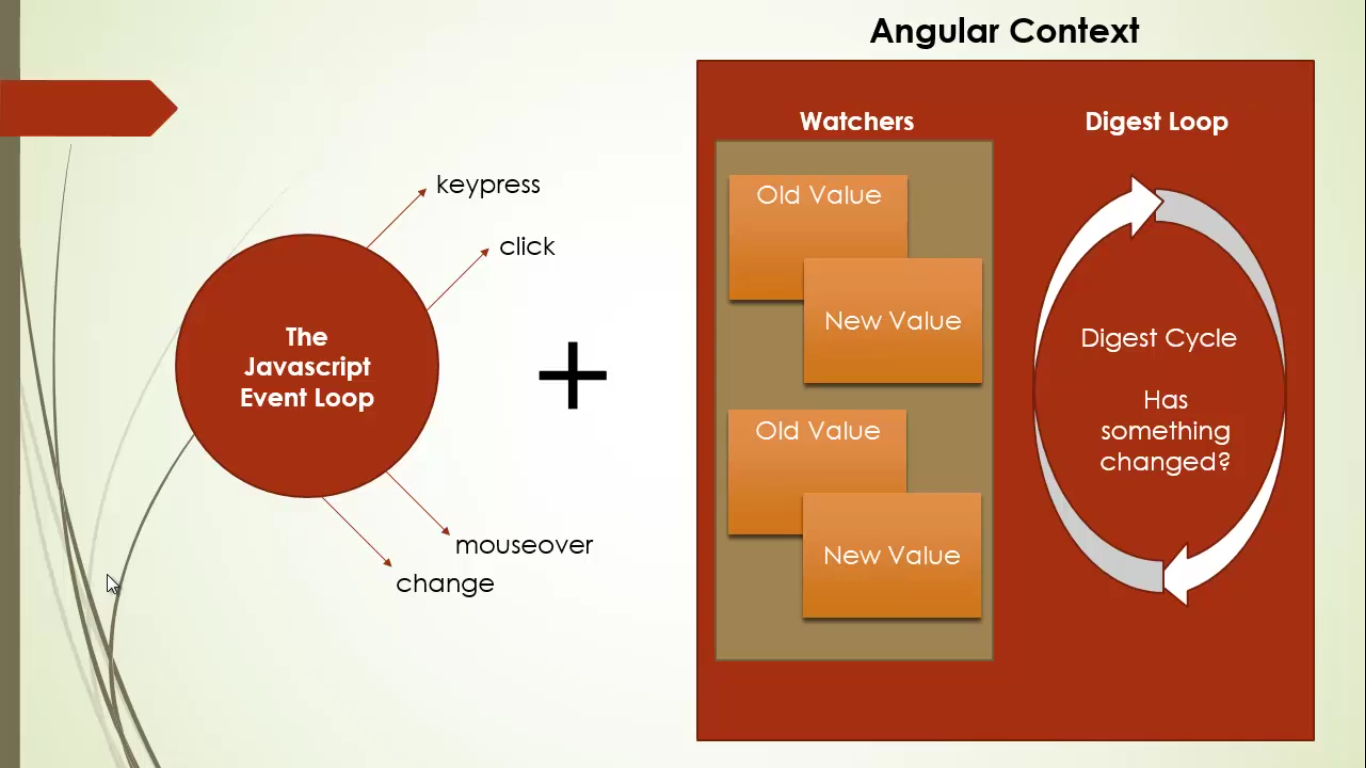 Angular Context
Watchers
Digest Loop
keypress
click
The
Javascript
Event Loop
mouseover
change
Old Value
New Value
Old Value
New Value
Digest Cycle
Has
something
changed?